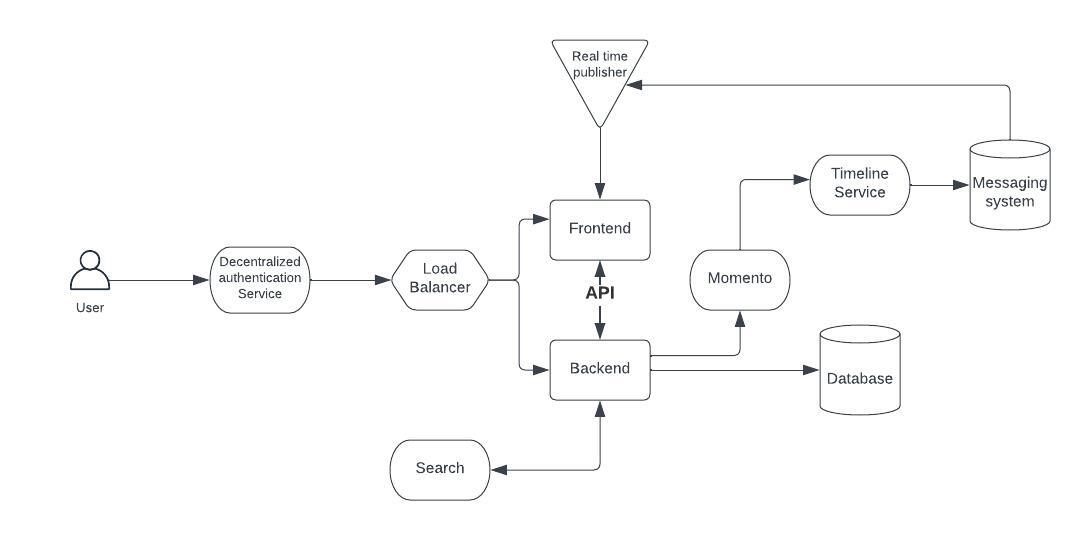 Real time
publisher
Timeline
Service
Messaging
system
Frontend
Decentralized
authentication
Service
Load
Balancer
Momento
API
User
Backend
Database
Search